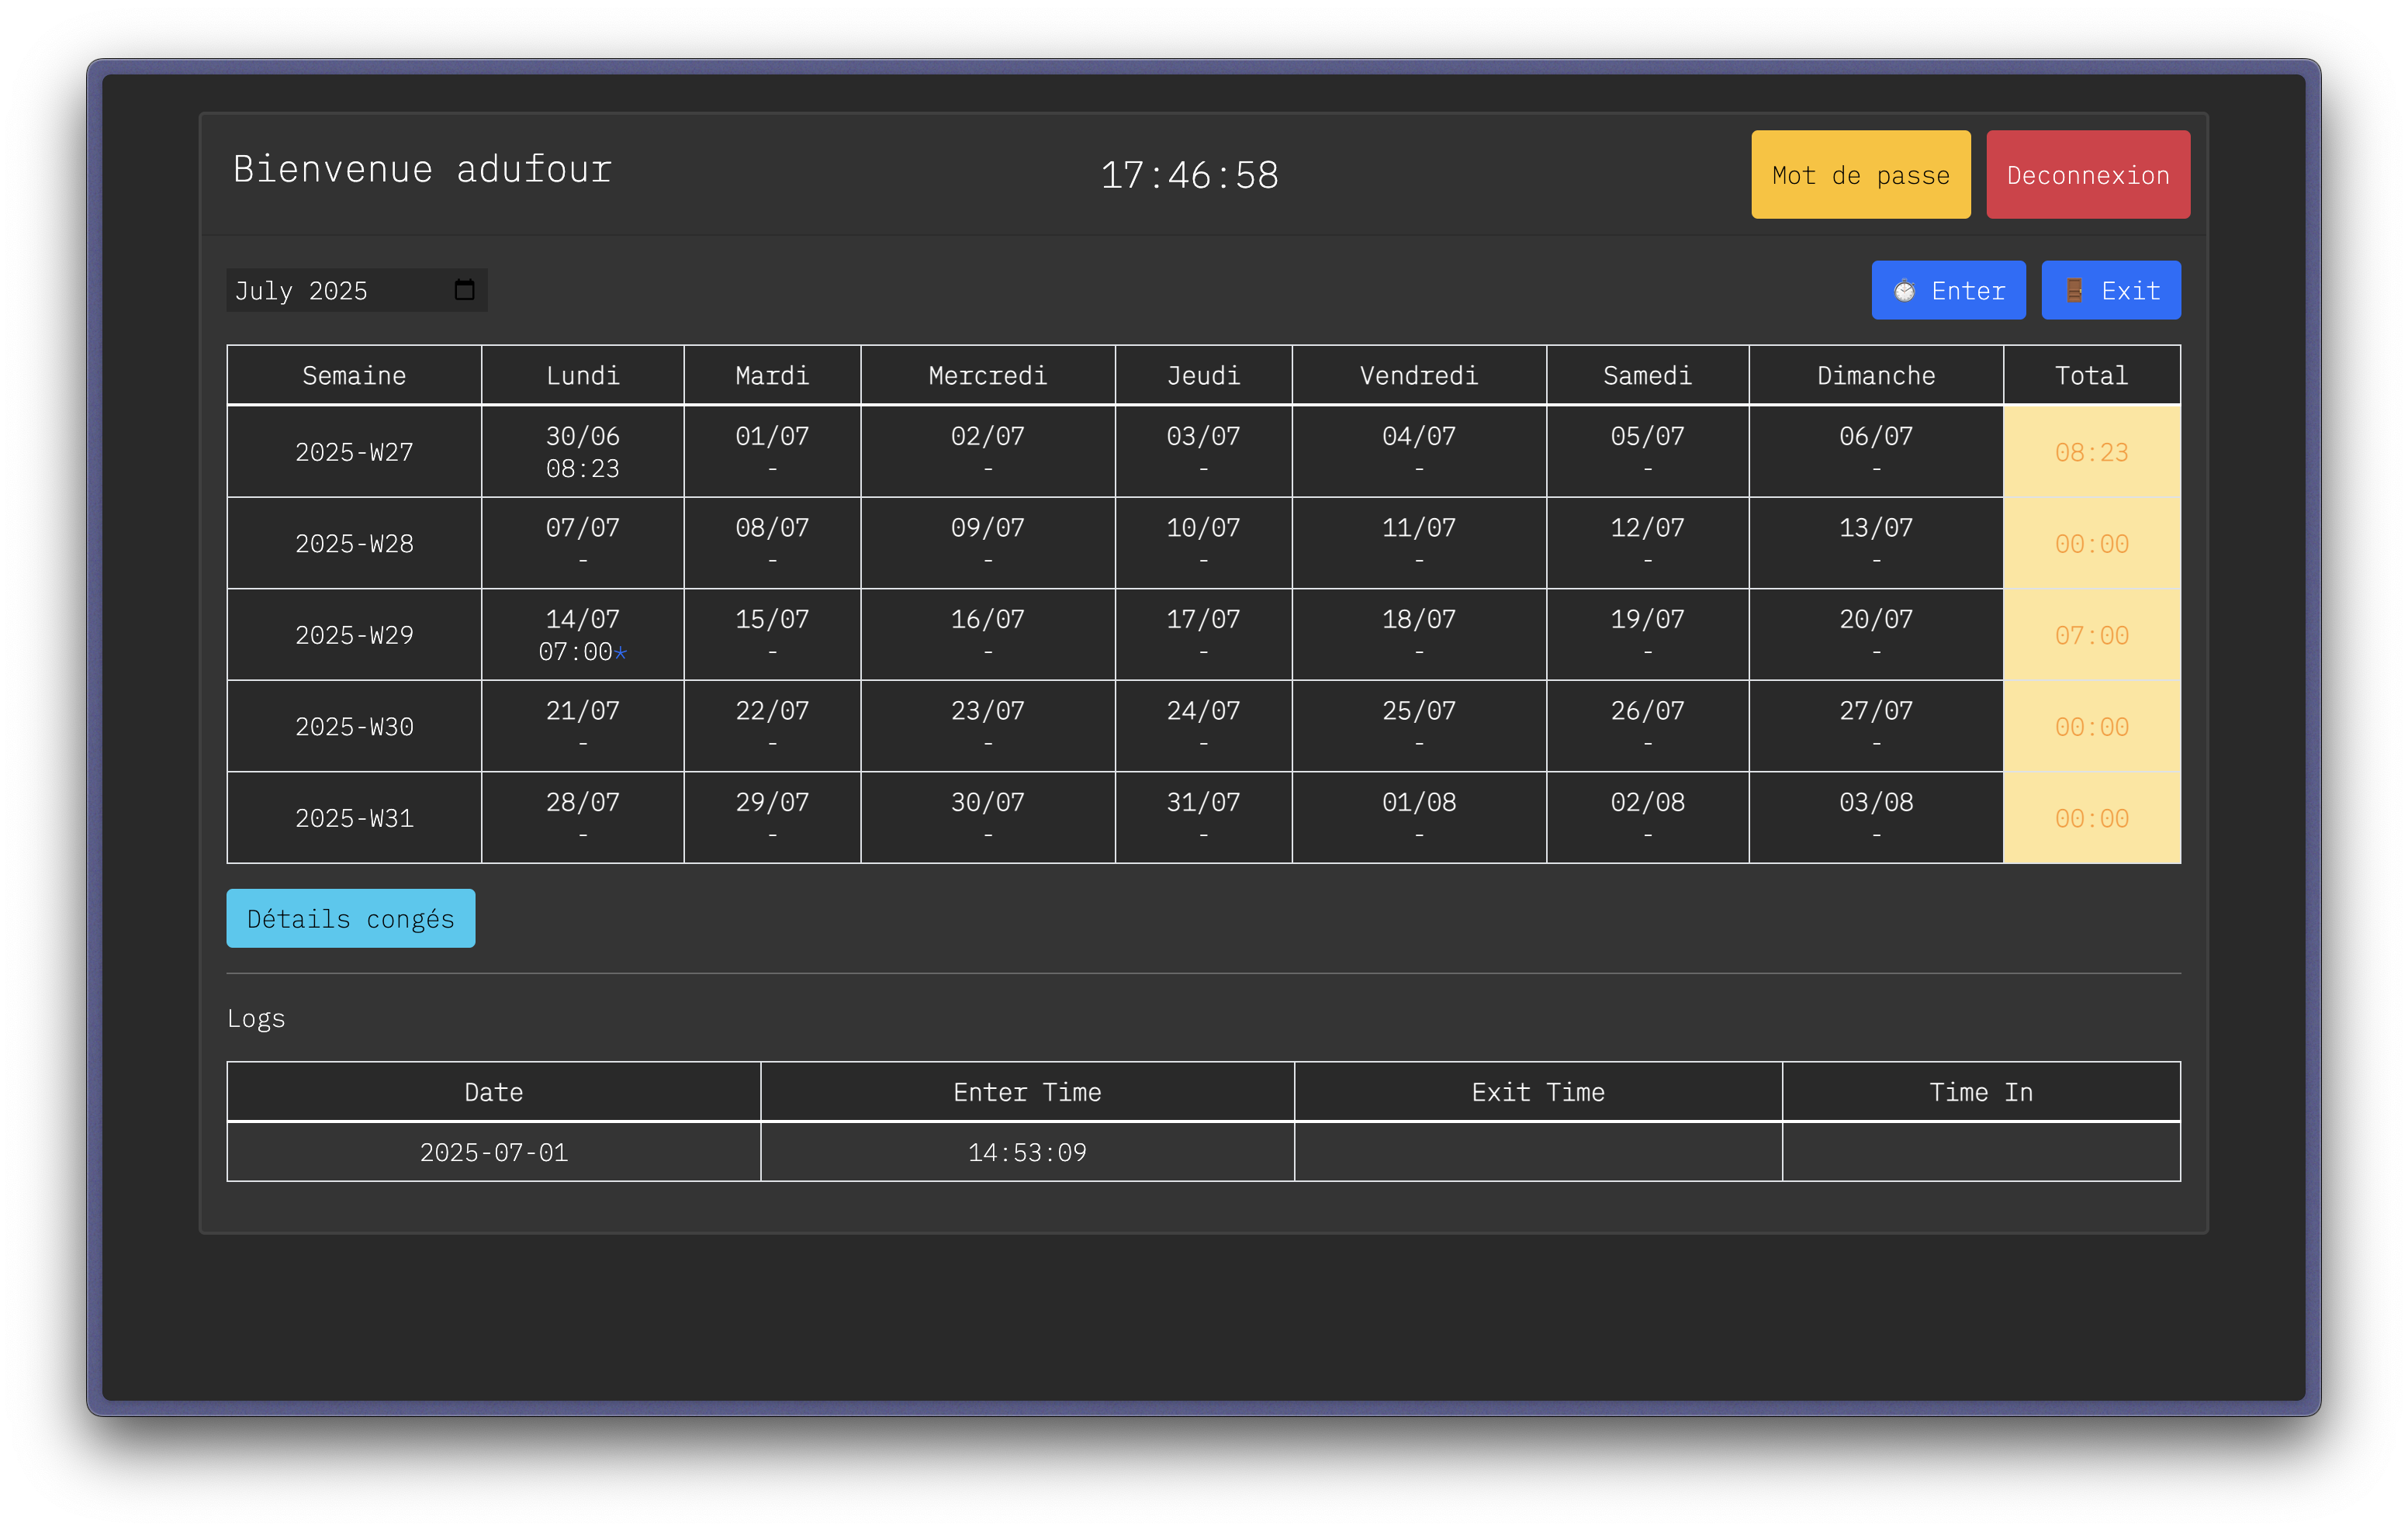 Bienvenue adufour 17:46:58 Mot de passe Deconnexion
July 2025 Enter Exit
Semaine Lundi Mardi Mercredi Jeudi Vendredi Samedi Dimanche Total
2025-W27 30/06 01/07 02/07 03/07 04/07 05/07 06/07 08:23
08:23 - - - - - -
2025-W28 07/07 08/07 09/07 10/07 11/07 12/07 13/07 00:00
- - - - - - -
2025-W29 14/07 15/07 16/07 17/07 18/07 19/07 20/07 07:00
07:00* - - - - - -
2025-W30 21/07 22/07 23/07 24/07 25/07 26/07 27/07 00:00
- - - - - - -
2025-W31 28/07 29/07 30/07 31/07 01/08 02/08 03/08 00:00
- - - - - - -
Détails congés
Logs
Date Enter Time Exit Time Time In
2025-07-01 14:53:09